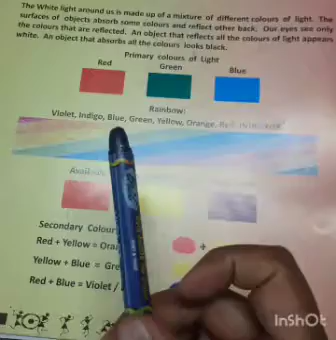 The White light around us is made up of a mixture of different colours of light. The
surfaces of objects absorb some colours and reflect other back. Our eyes see only
the colours that are reflected. An object that reflects all the colours of light appears
white. An object that absorbs all the colours looks black.
Primary colours of Light
Red Green Blue
Rainbow:
Violet, Indigo, Blue, Green, Yellow, Orange,
Secondary Colour
Red + Yellow = Ora
+
Yellow + Blue = Gre
Red + Blue = Violet /
InShOt